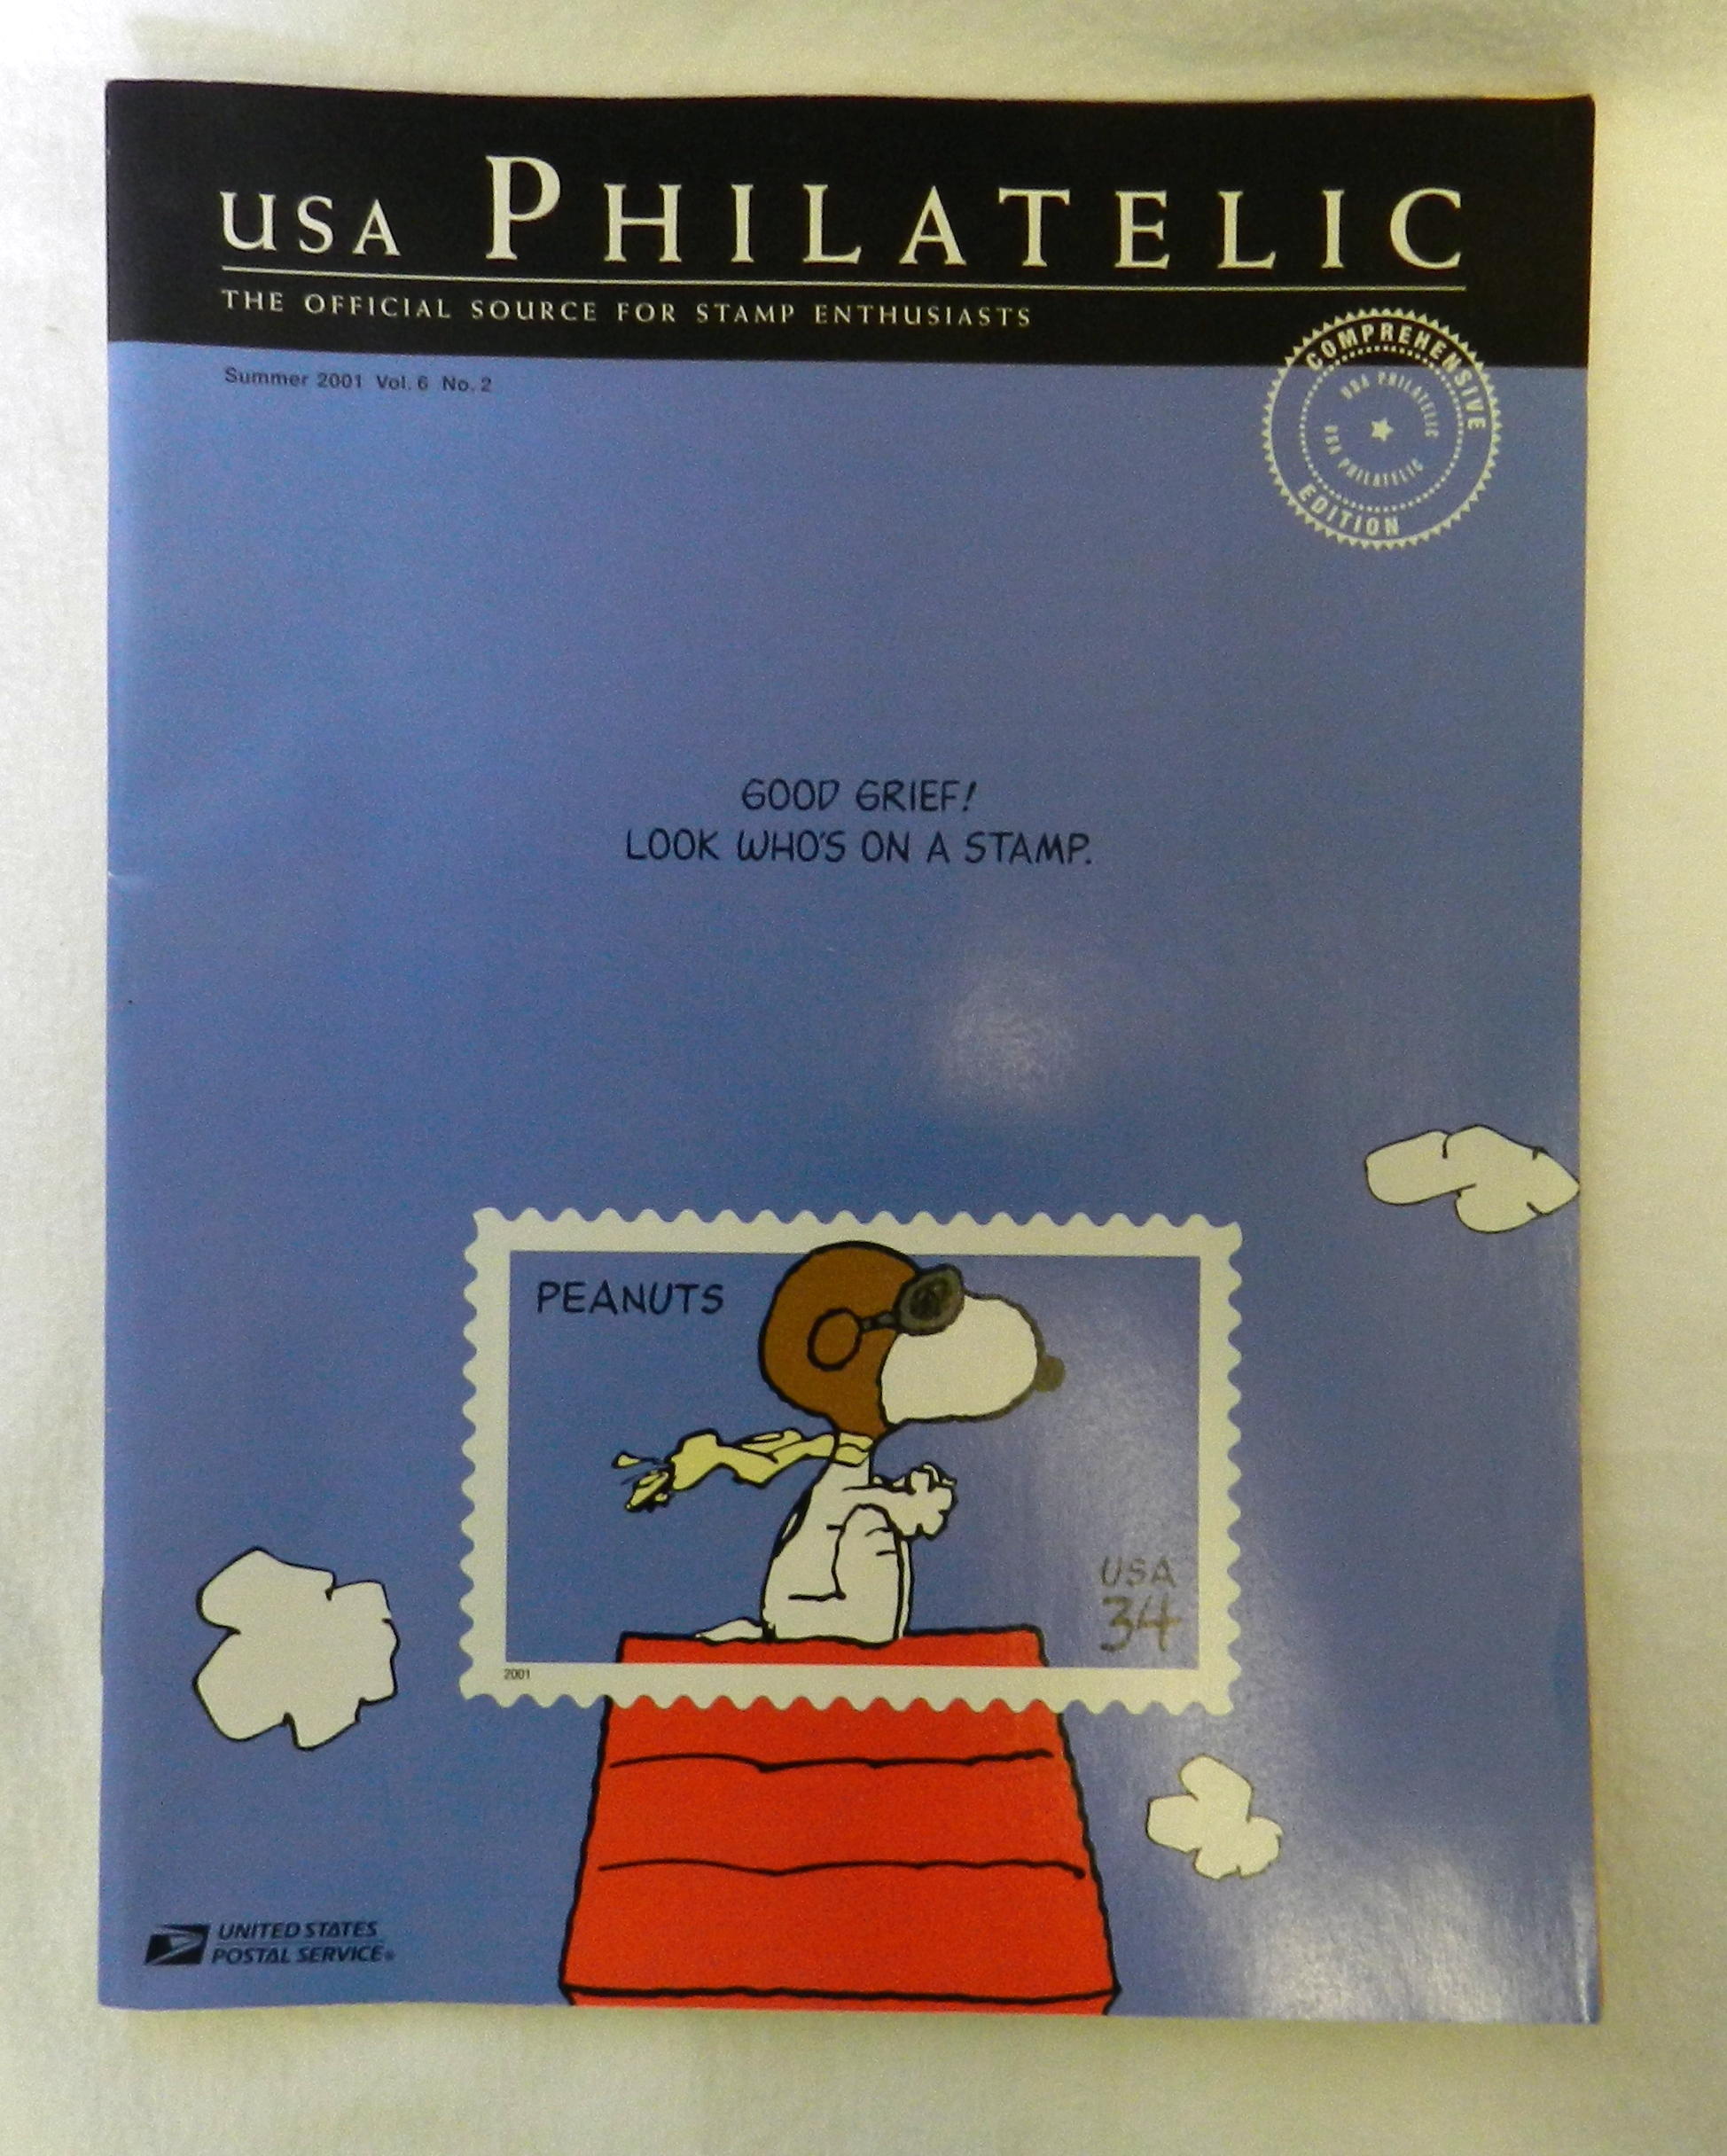 USA PHILATELIC
THE OFFICIAL SOURCE FOR STAMP ENTHUSIASTS
Summer 2001 Vol. 6 No. 2
COMPREHENSIVE
USA PHILATELIC
USA PHILATELIC
EDITION
GOOD GRIEF!
LOOK WHO'S ON A STAMP.
PEANUTS
USA
34
2001
UNITED STATES
POSTAL SERVICE®